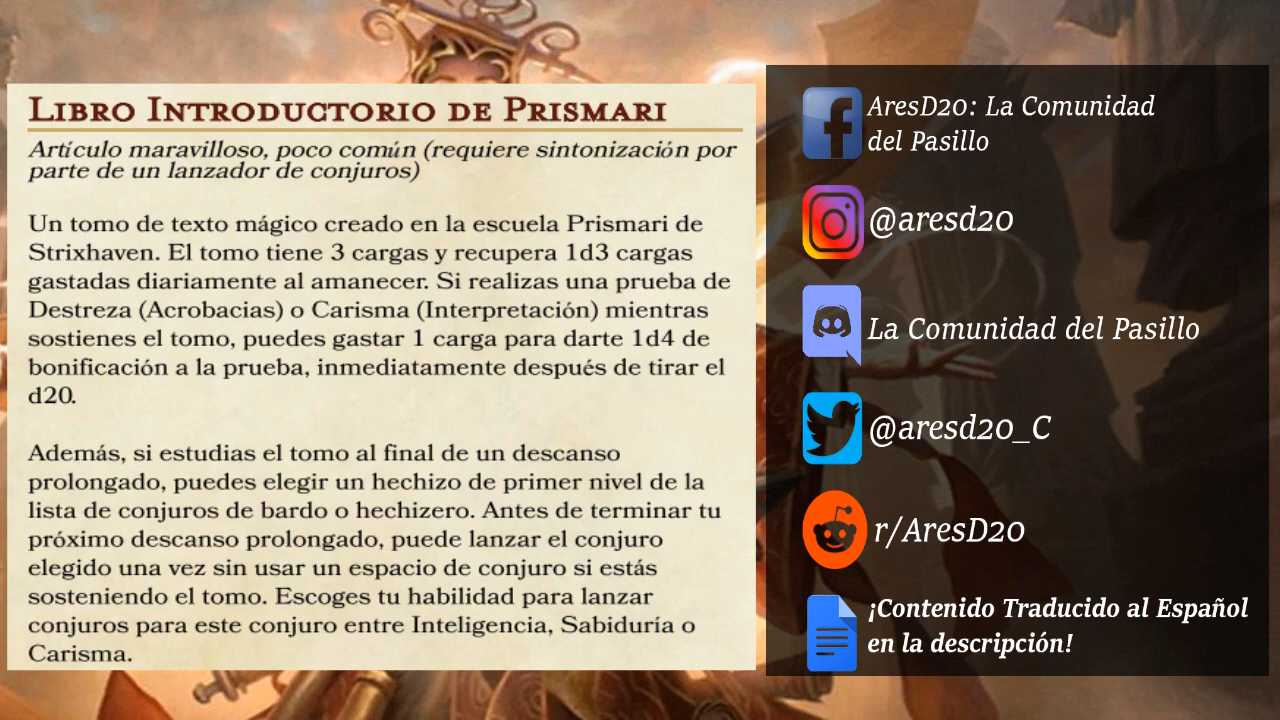 Libro Introductorio de Prismari
Artículo maravilloso, poco común (requiere sintonización por
parte de un lanzador de conjuros)
Un tomo de texto mágico creado en la escuela Prismari de
Strixhaven. El tomo tiene 3 cargas y recupera 1d3 cargas
gastadas diariamente al amanecer. Si realizas una prueba de
Destreza (Acrobacias) o Carisma (Interpretación) mientras
sostienes el tomo, puedes gastar 1 carga para darte 1d4 de
bonificación a la prueba, inmediatamente después de tirar el
d20.
Además, si estudias el tomo al final de un descanso
prolongado, puedes elegir un hechizo de primer nivel de la
lista de conjuros de bardo o hechizero. Antes de terminar tu
próximo descanso prolongado, puede lanzar el conjuro
elegido una vez sin usar un espacio de conjuro si estás
sosteniendo el tomo. Escoges tu habilidad para lanzar
conjuros para este conjuro entre Inteligencia, Sabiduría o
Carisma.
AresD20: La Comunidad
del Pasillo
@aresd20
La Comunidad del Pasillo
@aresd20_C
r/AresD20
¡Contenido Traducido al Español
en la descripción!